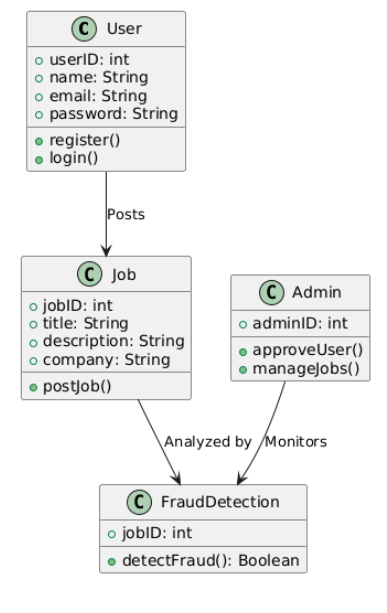 C User
userID: int
name: String
email: String
password: String
register()
login()
Posts
C Job
jobID: int
title: String
description: String
company: String
postJob()
C Admin
adminID: int
approveUser()
manageJobs()
Analyzed by
Monitors
C FraudDetection
jobID: int
detectFraud(): Boolean